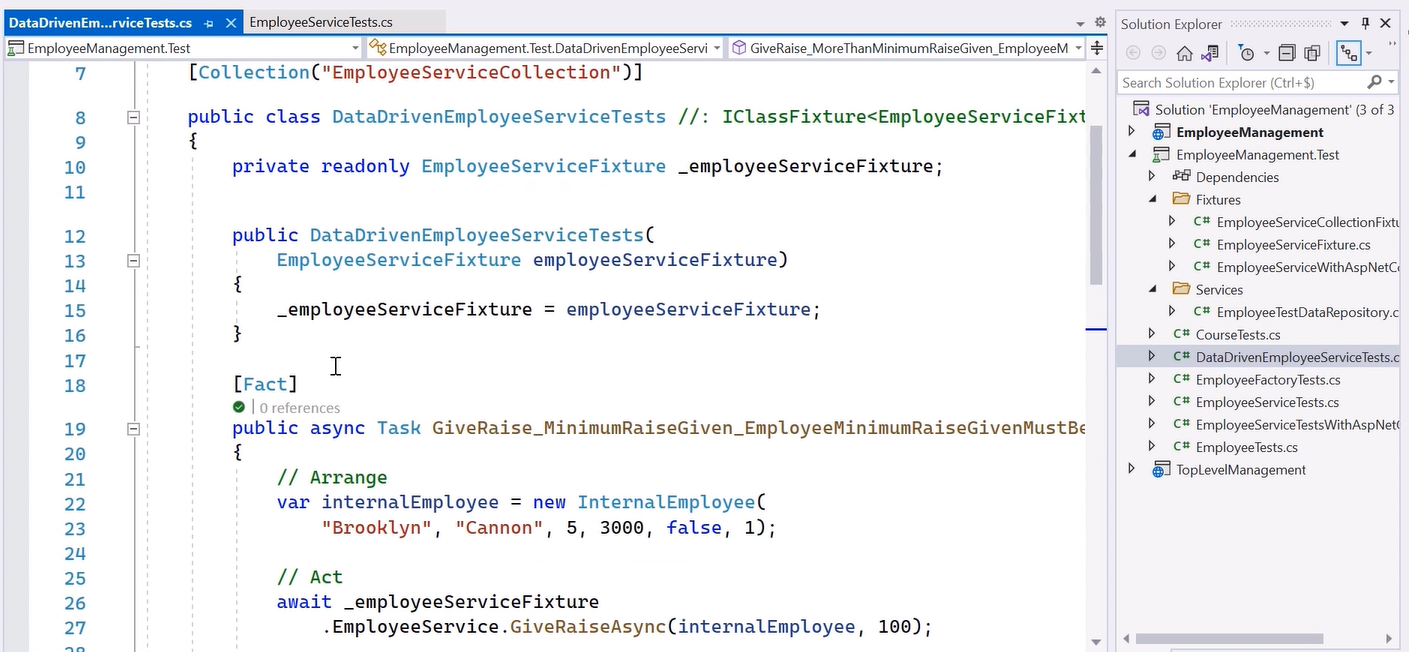 DataDrivenEm...rviceTests.cs
EmployeeServiceTests.cs
EmployeeManagement.Test
EmployeeManagement.Test.DataDrivenEmployeeServi
GiveRaise_MoreThanMinimumRaiseGiven_EmployeeM
7 [Collection("EmployeeServiceCollection")]
8 public class DataDrivenEmployeeServiceTests //: IClassFixture<EmployeeServiceFixt
9 {
10 private readonly EmployeeServiceFixture _employeeServiceFixture;
11
12 public DataDrivenEmployeeServiceTests(
13 EmployeeServiceFixture employeeServiceFixture)
14 {
15 _employeeServiceFixture = employeeServiceFixture;
16 }
17
18 [Fact]
0 references
19 public async Task GiveRaise_MinimumRaiseGiven_EmployeeMinimumRaiseGivenMustBe
20 {
21 // Arrange
22 var internalEmployee = new InternalEmployee(
23 "Brooklyn", "Cannon", 5, 3000, false, 1);
24
25 // Act
26 await _employeeServiceFixture
27 .EmployeeService.GiveRaiseAsync(internalEmployee, 100);
28
Solution Explorer
Search Solution Explorer (Ctrl+$)
Solution 'EmployeeManagement' (3 of 3
EmployeeManagement
EmployeeManagement.Test
Dependencies
Fixtures
EmployeeServiceCollectionFixtu
EmployeeServiceFixture.cs
EmployeeServiceWithAspNetCo
Services
EmployeeTestDataRepository.c
CourseTests.cs
DataDrivenEmployeeServiceTests.c
EmployeeFactoryTests.cs
EmployeeServiceTests.cs
EmployeeServiceTestsWithAspNetC
EmployeeTests.cs
TopLevelManagement